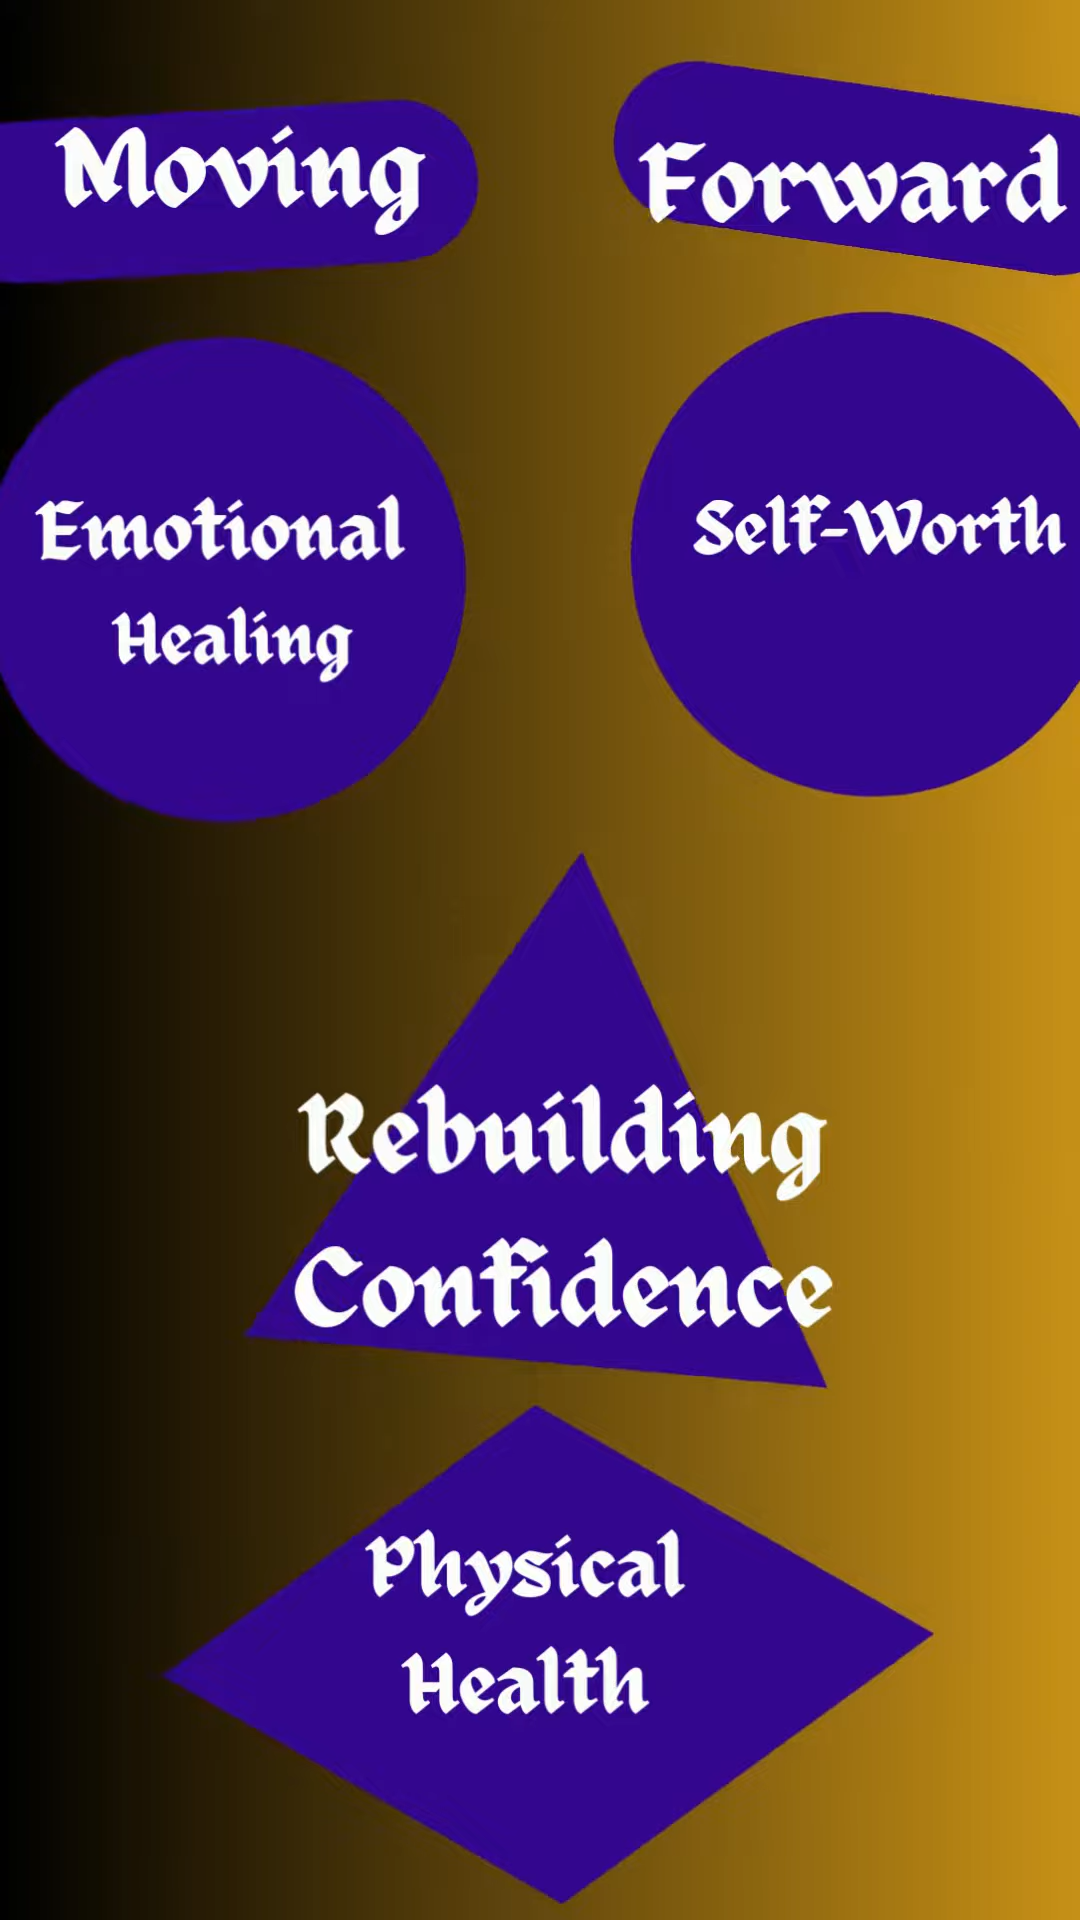 Moving Forward
Emotional
Healing
Self-Worth
Rebuilding
Confidence
Physical
Health